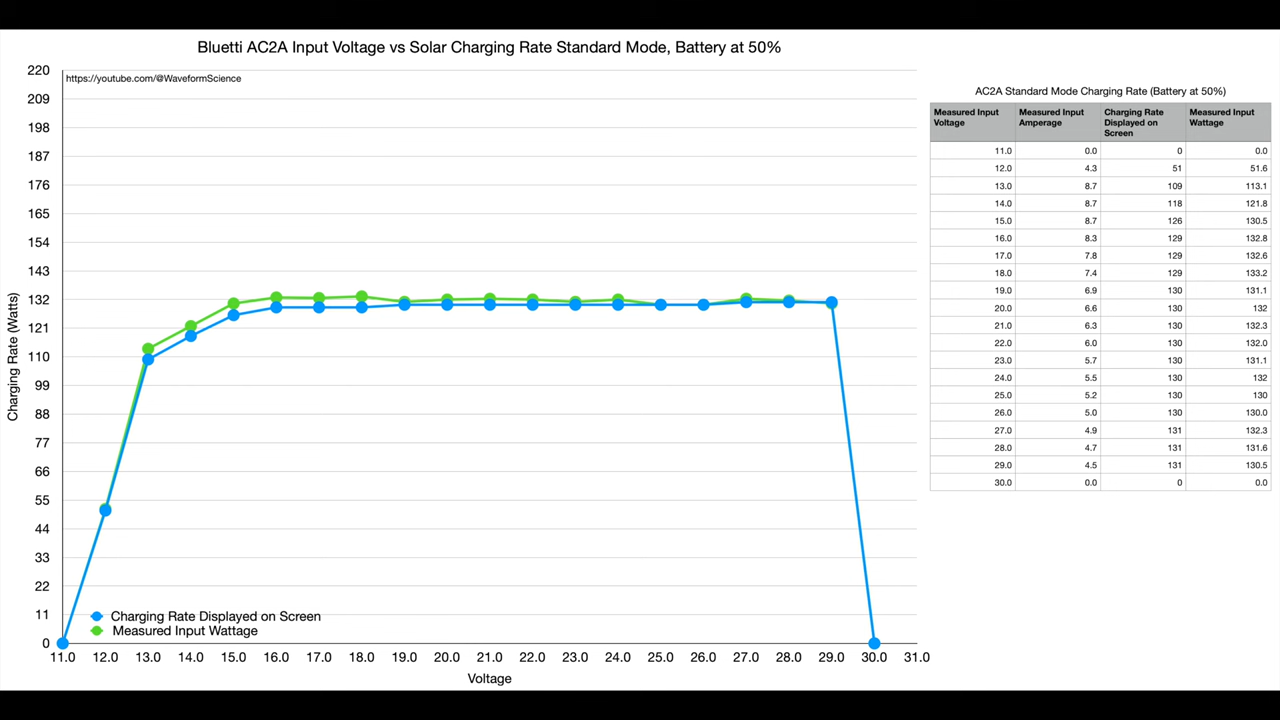 Bluetti AC2A Input Voltage vs Solar Charging Rate Standard Mode, Battery at 50%
https://youtube.com/@WaveformScience
220
209
198
187
176
165
154
143
132
121
110
99
88
77
66
55
44
33
22
11
0
Charging Rate (Watts)
Charging Rate Displayed on Screen
Measured Input Wattage
11.0 12.0 13.0 14.0 15.0 16.0 17.0 18.0 19.0 20.0 21.0 22.0 23.0 24.0 25.0 26.0 27.0 28.0 29.0 30.0 31.0
Voltage
AC2A Standard Mode Charging Rate (Battery at 50%)
Measured Input Measured Input Charging Rate Measured Input
Voltage Amperage Displayed on Wattage
Screen
11.0 0.0 0 0.0
12.0 4.3 51 51.6
13.0 8.7 109 113.1
14.0 8.7 118 121.8
15.0 8.7 126 130.5
16.0 8.3 129 132.8
17.0 7.8 129 132.6
18.0 7.4 129 133.2
19.0 6.9 130 131.1
20.0 6.6 130 132
21.0 6.3 130 132.3
22.0 6.0 130 132.0
23.0 5.7 130 131.1
24.0 5.5 130 132
25.0 5.2 130 130
26.0 5.0 130 130.0
27.0 4.9 131 132.3
28.0 4.7 131 131.6
29.0 4.5 131 130.5
30.0 0.0 0 0.0